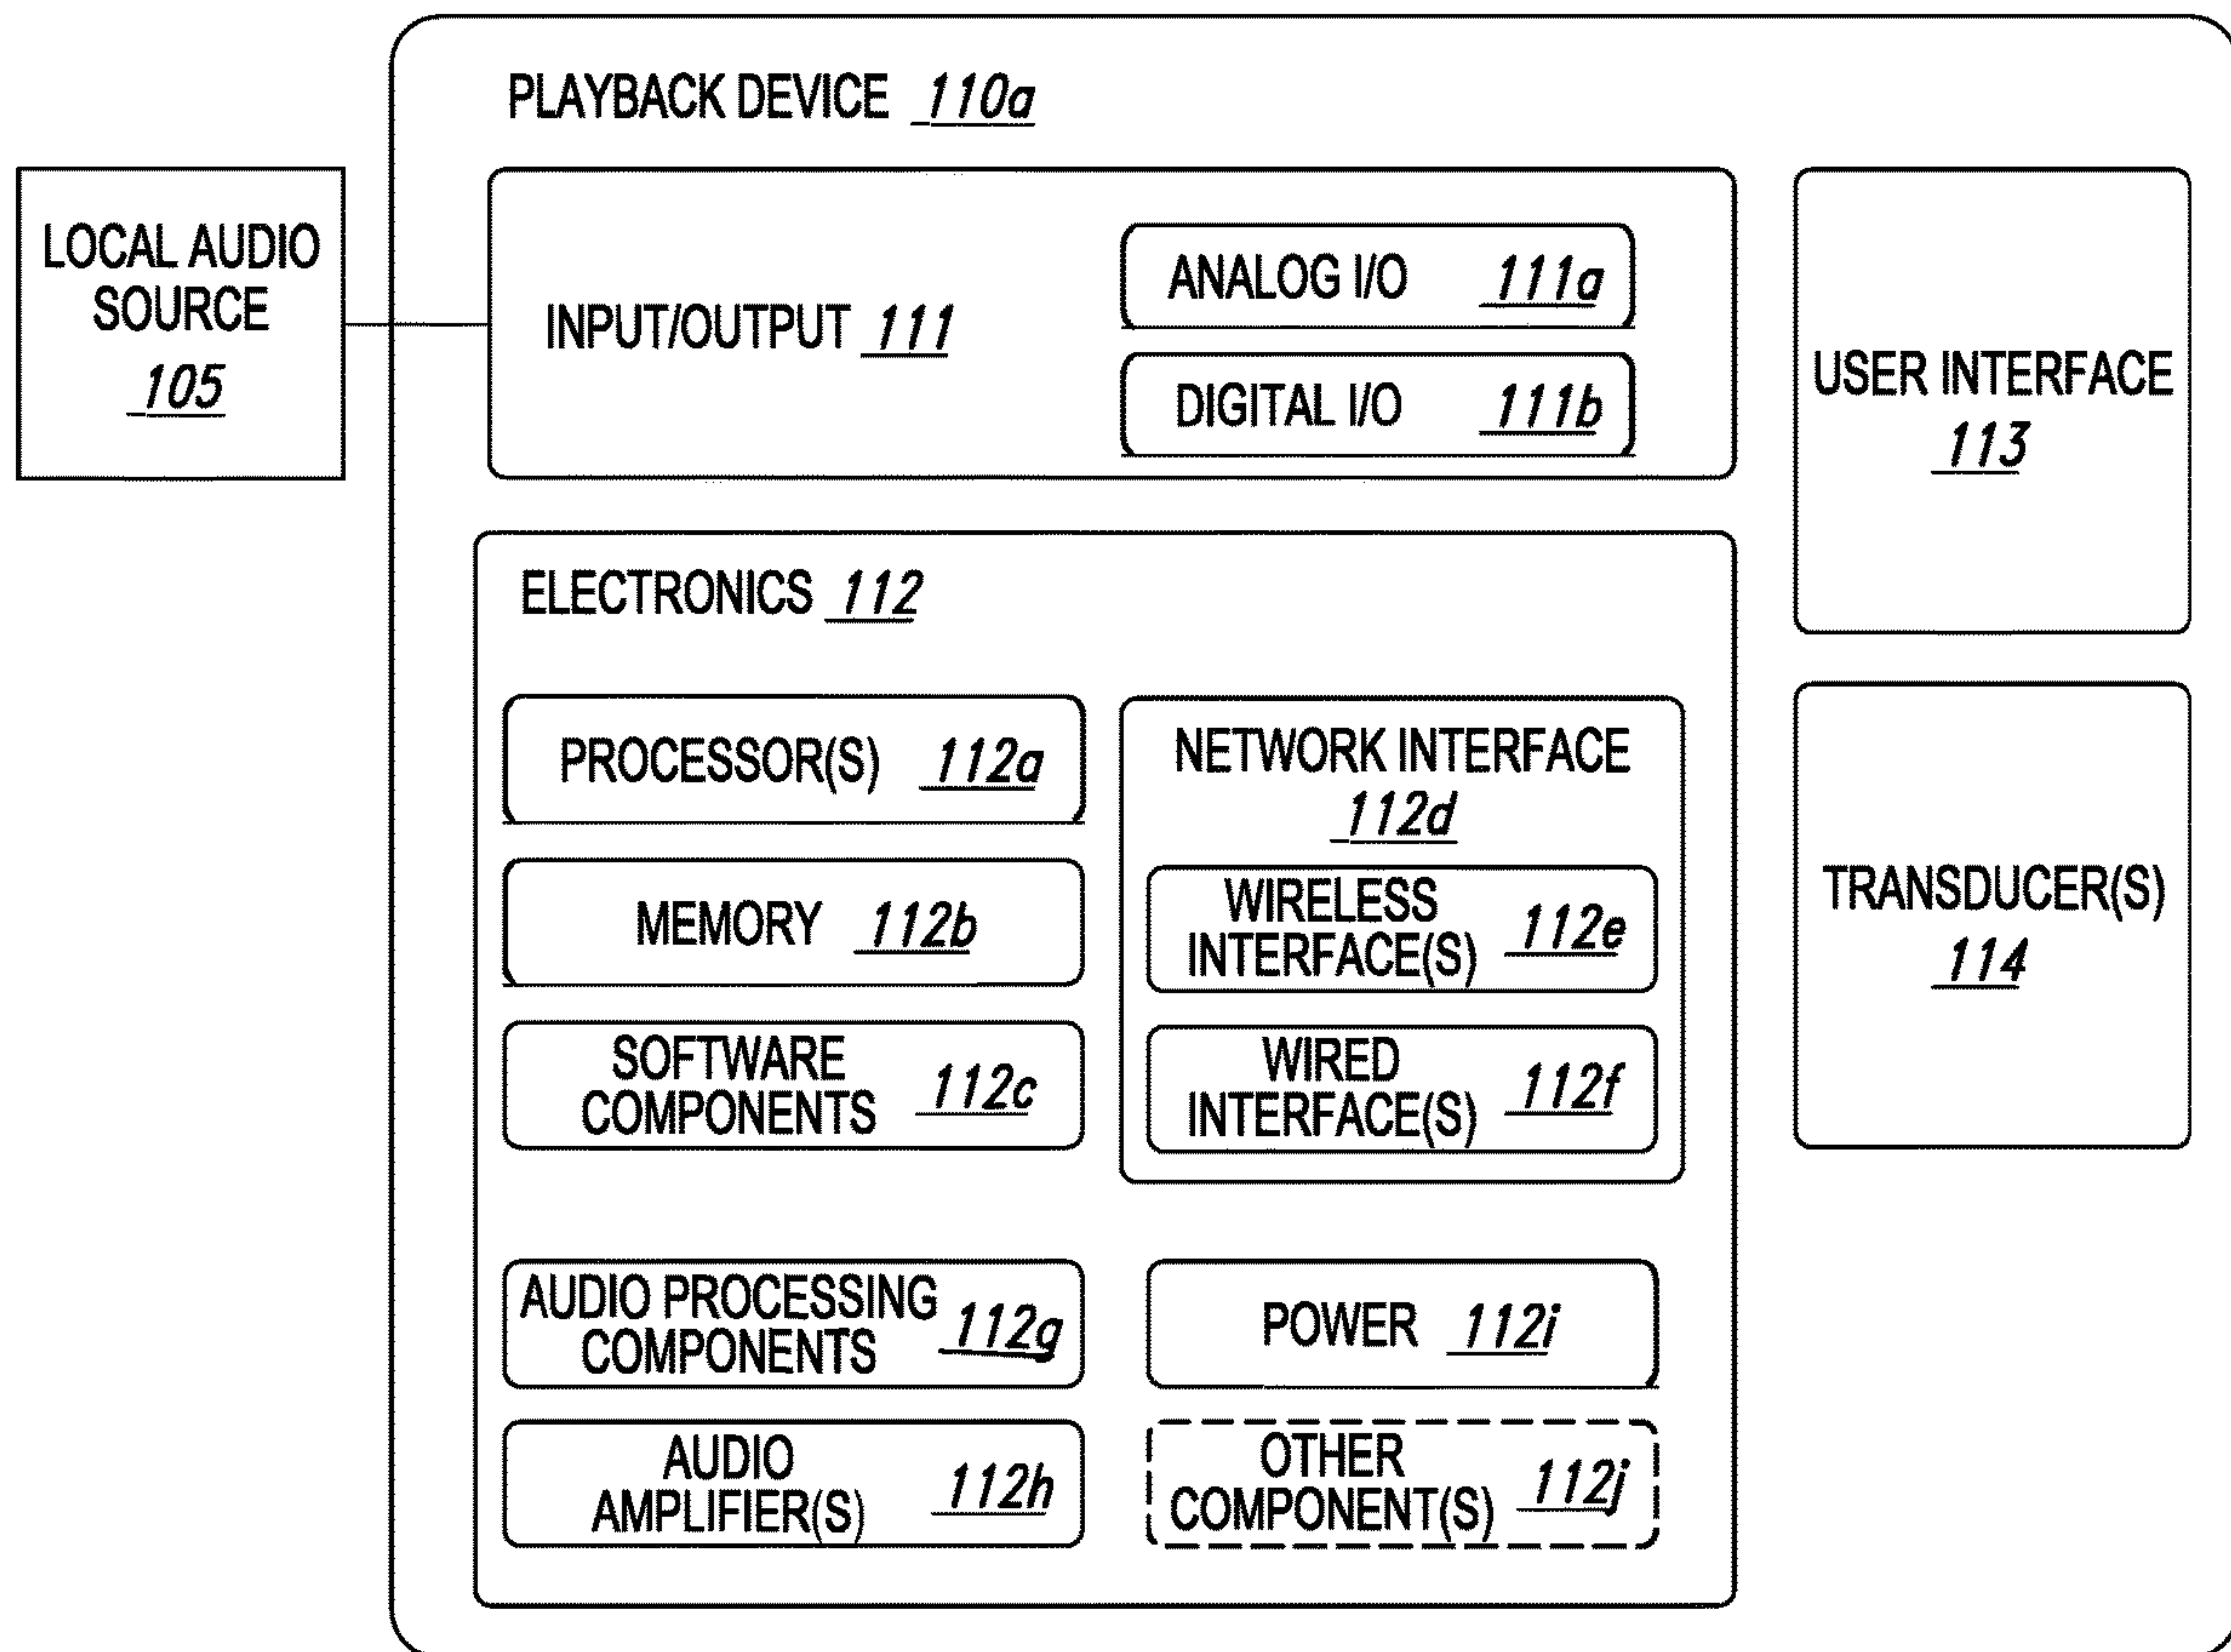 PLAYBACK DEVICE 110a
LOCAL AUDIO
SOURCE
105
INPUT/OUTPUT 111
ANALOG I/O 111a
DIGITAL I/O 111b
USER INTERFACE
113
ELECTRONICS 112
PROCESSOR(S) 112a
MEMORY 112b
SOFTWARE
COMPONENTS 112c
NETWORK INTERFACE
112d
WIRELESS
INTERFACE(S) 112e
WIRED
INTERFACE(S) 112f
TRANSDUCER(S)
114
AUDIO PROCESSING
COMPONENTS 112g
AUDIO
AMPLIFIER(S) 112h
POWER 112i
OTHER
COMPONENT(S) 112j